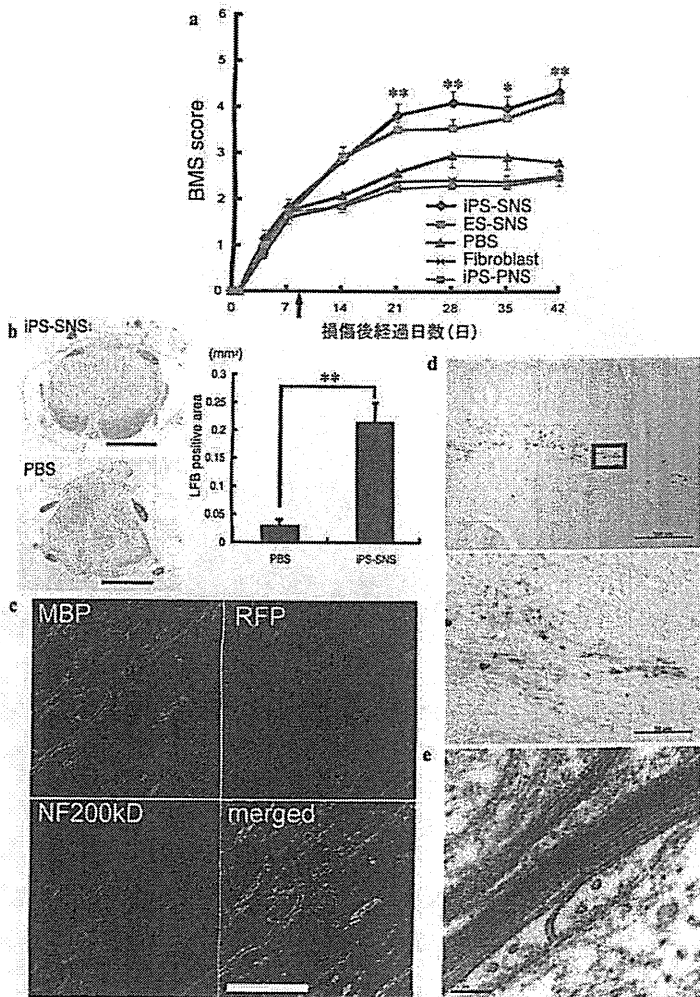 a
6
5
4
3
2
1
0
BMS score
**
**
*
**
iPS-SNS
ES-SNS
PBS
Fibroblast
iPS-PNS
0
7
14
21
28
35
42
損傷後経過日数(日)
b
iPS-SNS
PBS
(mm²)
0.3
0.25
0.2
0.15
0.1
0.05
0
LFB positive area
**
PBS
iPS-SNS
c
MBP
RFP
NF200kD
merged
d
e